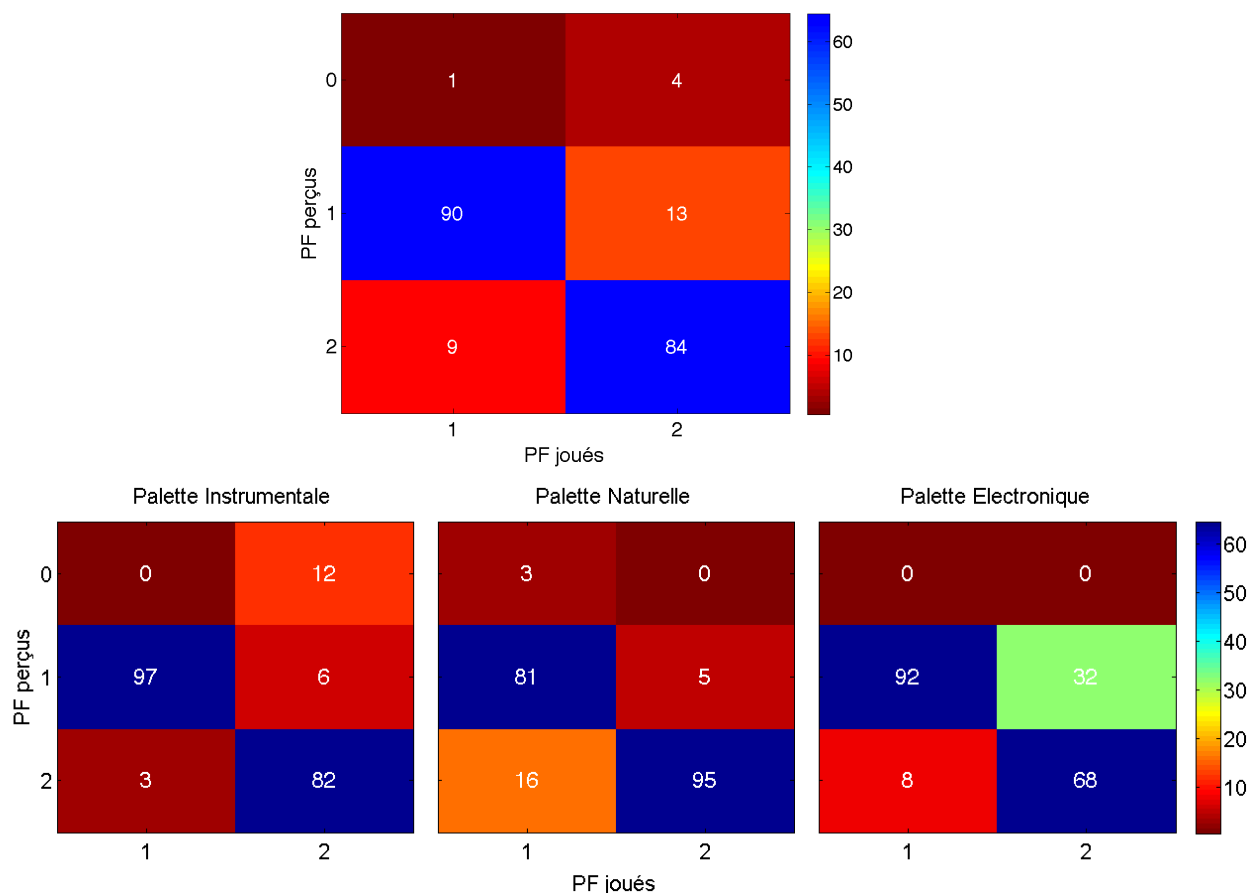 60
50
0 1 4
40
PF perçus
1 90 13
30
20
2 9 84
10
1 2
PF joués
Palette Instrumentale Palette Naturelle Palette Electronique
0 0 12 3 0 0 0 60
50
PF perçus
1 97 6 81 5 92 32 40
30
20
2 3 82 16 95 8 68 10
1 2 1 2 1 2
PF joués